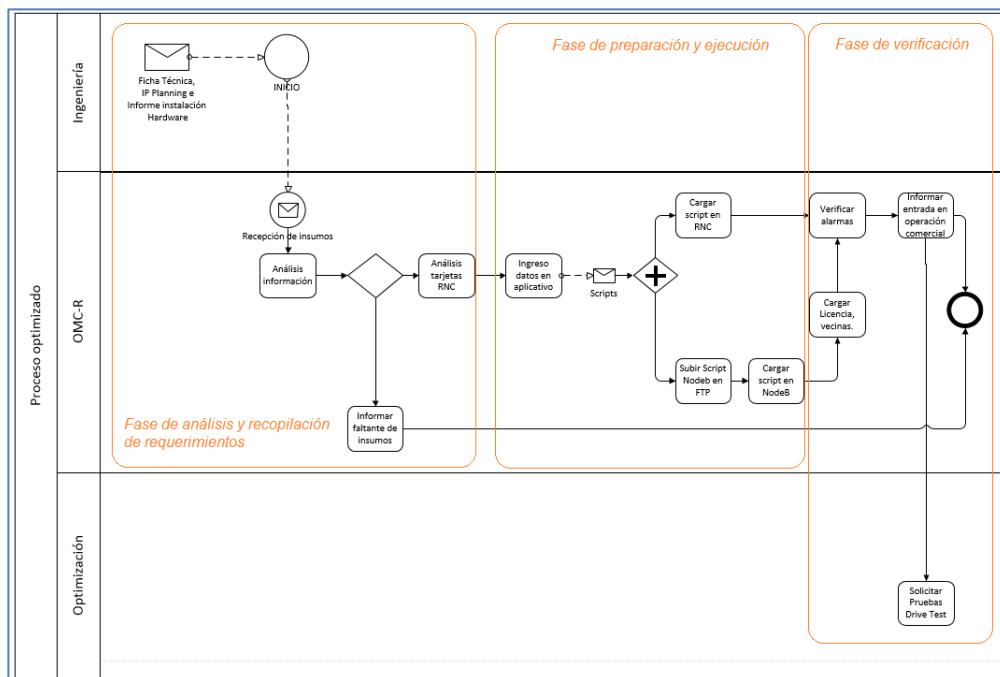 Proceso optimizado
Ingeniería
OMC-R
Optimización
Fase de preparación y ejecución
Fase de verificación
Ficha Técnica,
IP Planning e
Informe instalación
Hardware
INICIO
Recepción de insumos
Análisis
información
Análisis
tarjetas
RNC
Informar
faltante de
insumos
Fase de análisis y recopilación
de requerimientos
Ingreso
datos en
aplicativo
Scripts
Cargar
script en
RNC
Subir Script
Nodeb en
FTP
Cargar
script en
NodeB
Verificar
alarmas
Cargar
Licencia,
vecinas.
Informar
entrada en
operación
comercial
Solicitar
Pruebas
Drive Test